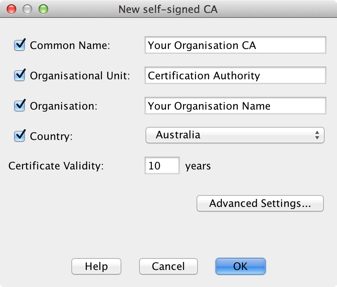 New self-signed CA
Common Name: Your Organisation CA
Organisational Unit: Certification Authority
Organisation: Your Organisation Name
Country: Australia
Certificate Validity: 10 years
Advanced Settings...
Help Cancel OK